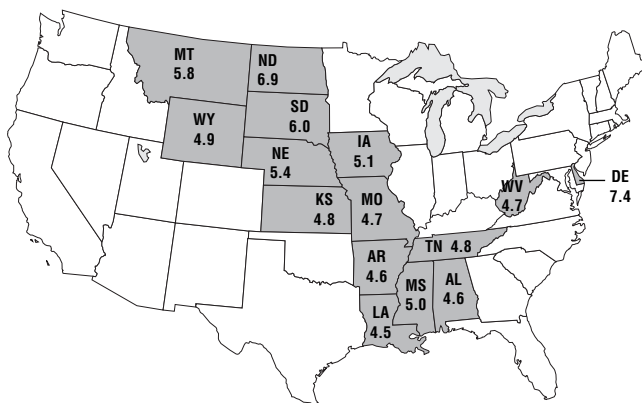 MT
5.8
ND
6.9
WY
4.9
SD
6.0
NE
5.4
IA
5.1
KS
4.8
MO
4.7
WV
4.7
DE
7.4
TN 4.8
AR
4.6
MS
5.0
AL
4.6
LA
4.5